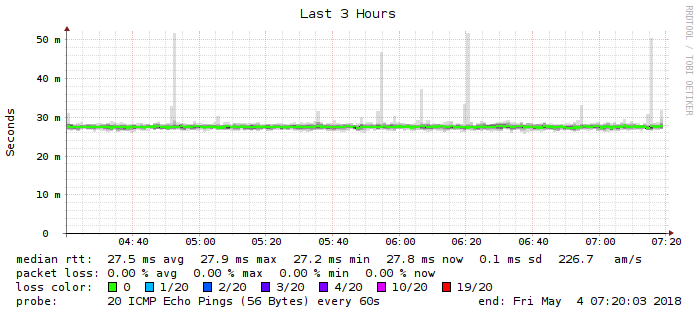 Last 3 Hours
RRDTOOL / TOBI OETIKER
Seconds
50 m
40 m
30 m
20 m
10 m
0
04:40 05:00 05:20 05:40 06:00 06:20 06:40 07:00 07:20
median rtt: 27.5 ms avg 27.9 ms max 27.2 ms min 27.8 ms now 0.1 ms sd 226.7 am/s
packet loss: 0.00 % avg 0.00 % max 0.00 % min 0.00 % now
loss color: 0 1/20 2/20 3/20 4/20 10/20 19/20
probe: 20 ICMP Echo Pings (56 Bytes) every 60s end: Fri May 4 07:20:03 2018